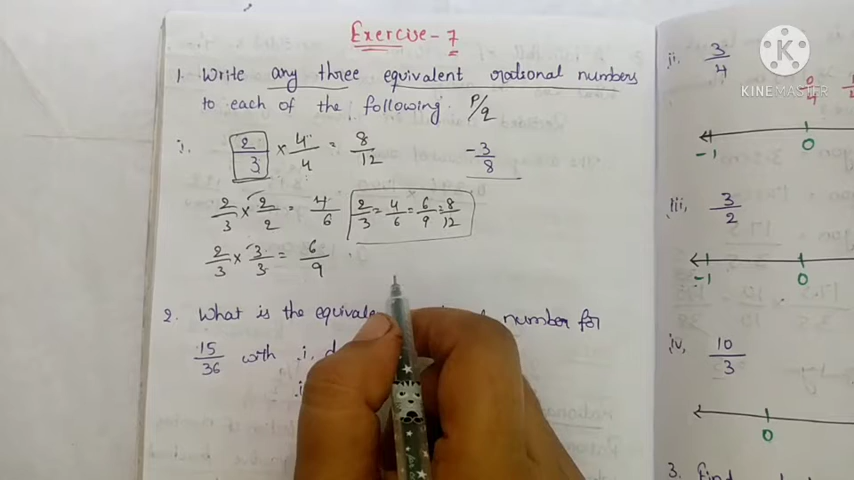 Exercise-7
1. Write any three equivalent rational numbers
to each of the following. P/q
i. 2/3 × 4/4 = 8/12
-3/8
2/3 × 2/2 = 4/6
2/3 = 4/6 = 6/9 = 8/12
2/3 × 3/3 = 6/9
2. What is the number for
15/36 with i.
ii. 3/4
-1 0
iii, 3/2
-1 0
iv, 10/3
0
3. Find
KINEMASTER